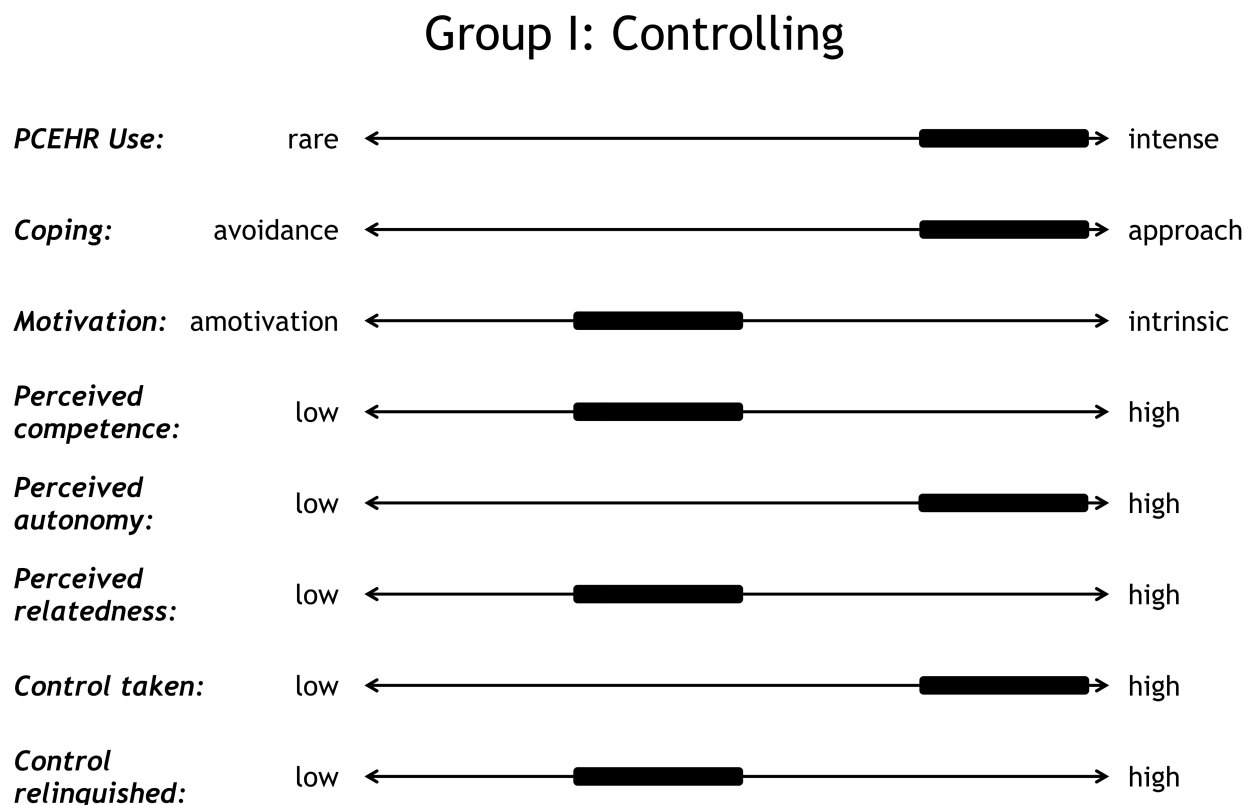 Group I: Controlling
PCEHR Use: rare intense
Coping: avoidance approach
Motivation: amotivation intrinsic
Perceived
competence: low high
Perceived
autonomy: low high
Perceived
relatedness: low high
Control taken: low high
Control
relinquished: low high